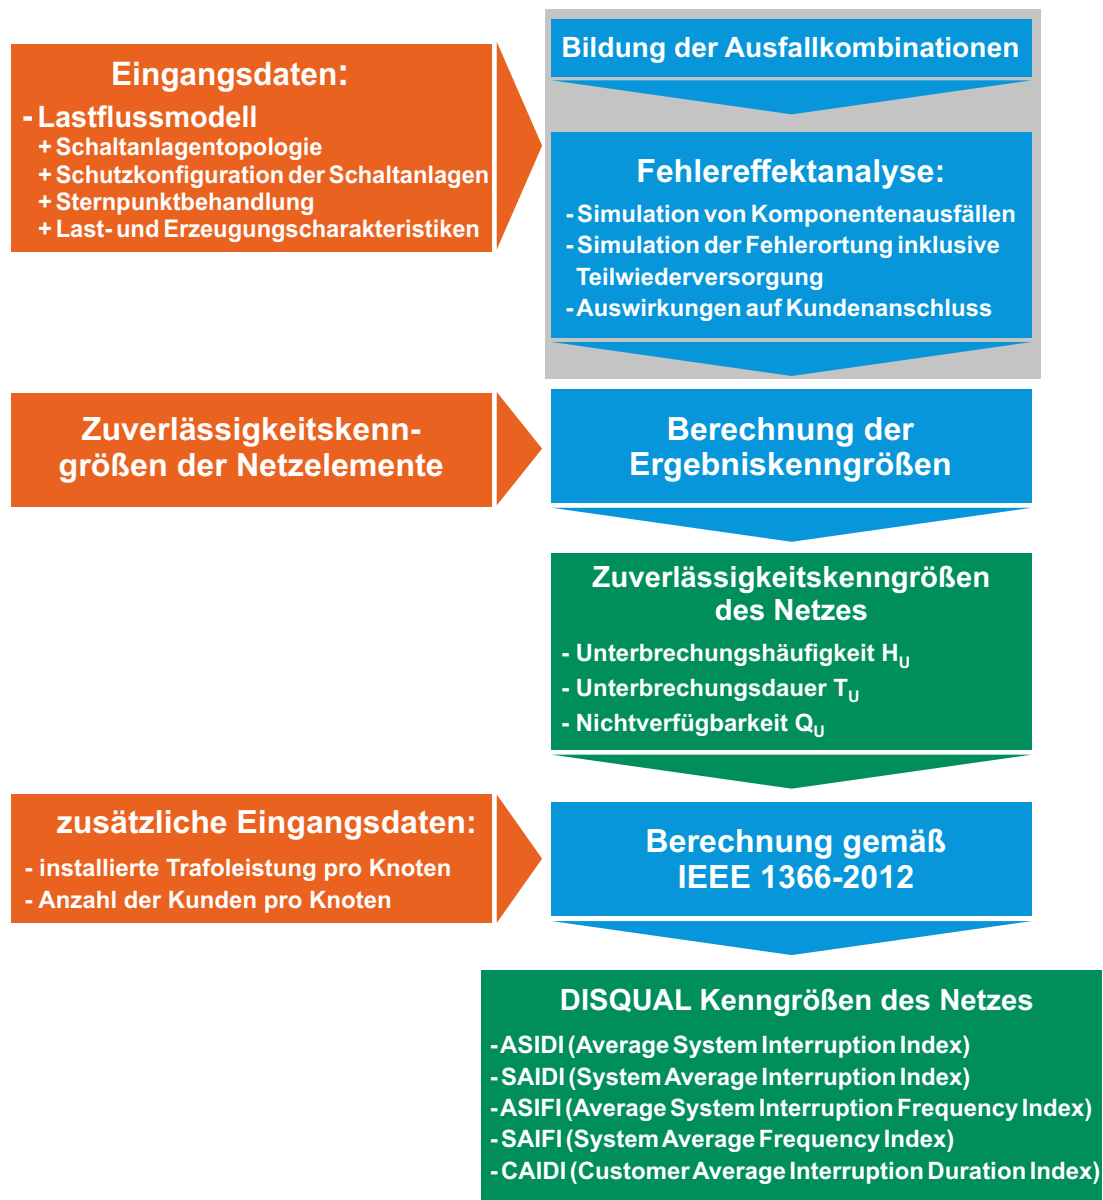 Eingangsdaten:
- Lastflussmodell
+ Schaltanlagentopologie
+ Schutzkonfiguration der Schaltanlagen
+ Sternpunktbehandlung
+ Last- und Erzeugungscharakteristiken
Bildung der Ausfallkombinationen
Fehlereffektanalyse:
- Simulation von Komponentenausfällen
- Simulation der Fehlerortung inklusive
Teilwiederversorgung
- Auswirkungen auf Kundenanschluss
Zuverlässigkeitskenn-
größen der Netzelemente
Berechnung der
Ergebniskenngrößen
Zuverlässigkeitskenngrößen
des Netzes
- Unterbrechungshäufigkeit HU
- Unterbrechungsdauer TU
- Nichtverfügbarkeit QU
zusätzliche Eingangsdaten:
- installierte Trafoleistung pro Knoten
- Anzahl der Kunden pro Knoten
Berechnung gemäß
IEEE 1366-2012
DISQUAL Kenngrößen des Netzes
- ASIDI (Average System Interruption Index)
- SAIDI (System Average Interruption Index)
- ASIFI (Average System Interruption Frequency Index)
- SAIFI (System Average Frequency Index)
- CAIDI (Customer Average Interruption Duration Index)